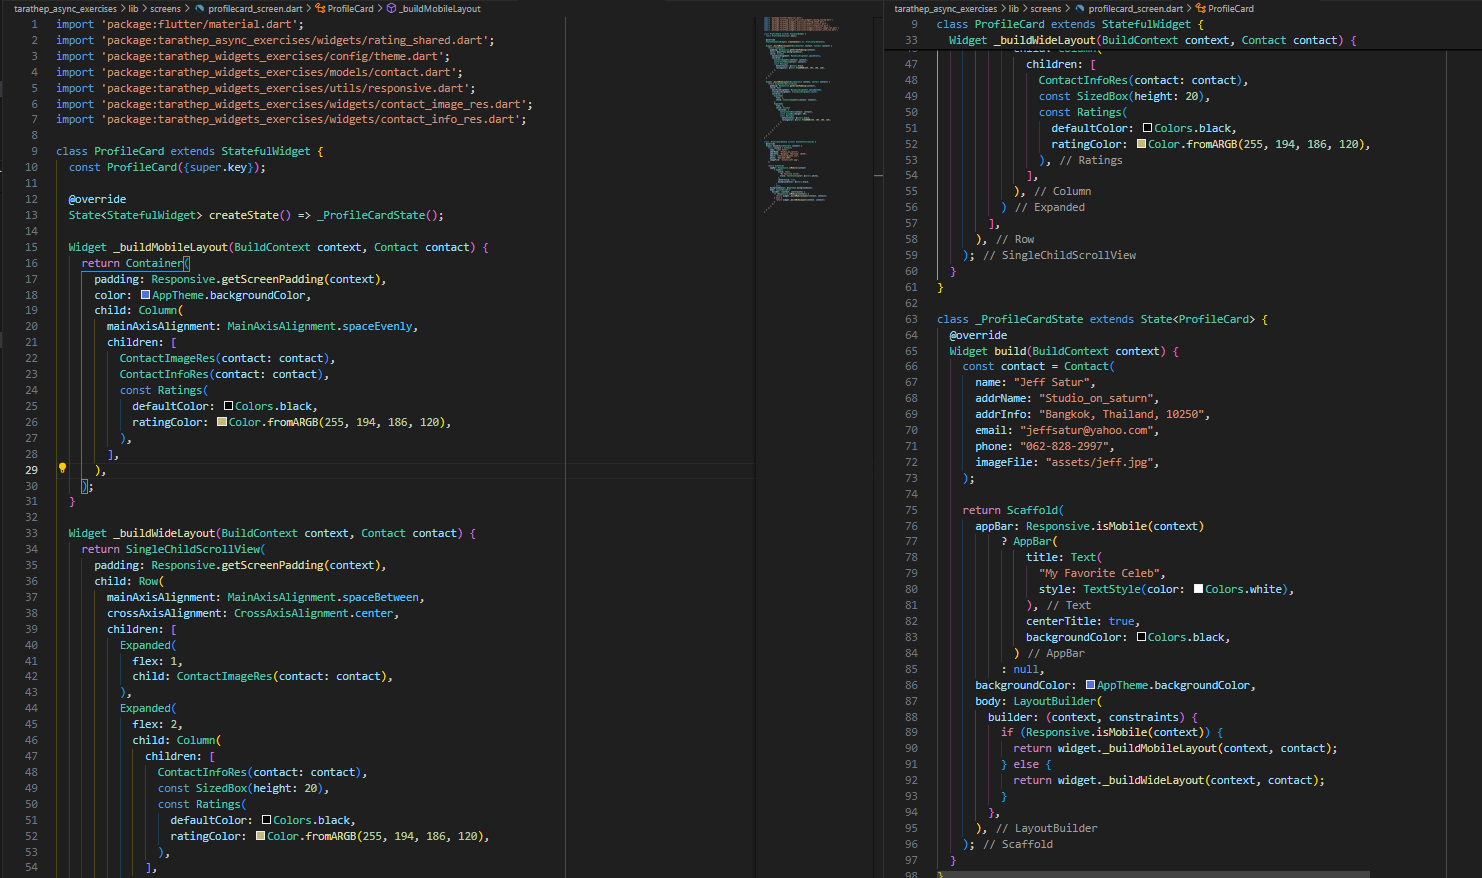 tarathep_async_exercises > lib > screens > profilecard_screen.dart > ProfileCard > _buildMobileLayout
1 import 'package:flutter/material.dart';
2 import 'package:tarathep_async_exercises/widgets/rating_shared.dart';
3 import 'package:tarathep_widgets_exercises/config/theme.dart';
4 import 'package:tarathep_widgets_exercises/models/contact.dart';
5 import 'package:tarathep_widgets_exercises/utils/responsive.dart';
6 import 'package:tarathep_widgets_exercises/widgets/contact_image_res.dart';
7 import 'package:tarathep_widgets_exercises/widgets/contact_info_res.dart';
8
9 class ProfileCard extends StatefulWidget {
10 const ProfileCard({super.key});
11
12 @override
13 State<StatefulWidget> createState() => _ProfileCardState();
14
15 Widget _buildMobileLayout(BuildContext context, Contact contact) {
16 return Container(
17 padding: Responsive.getScreenPadding(context),
18 color: AppTheme.backgroundColor,
19 child: Column(
20 mainAxisAlignment: MainAxisAlignment.spaceEvenly,
21 children: [
22 ContactImageRes(contact: contact),
23 ContactInfoRes(contact: contact),
24 const Ratings(
25 defaultColor: Colors.black,
26 ratingColor: Color.fromARGB(255, 194, 186, 120),
27 ),
28 ],
29 ),
30 );
31 }
32
33 Widget _buildWideLayout(BuildContext context, Contact contact) {
34 return SingleChildScrollView(
35 padding: Responsive.getScreenPadding(context),
36 child: Row(
37 mainAxisAlignment: MainAxisAlignment.spaceBetween,
38 crossAxisAlignment: CrossAxisAlignment.center,
39 children: [
40 Expanded(
41 flex: 1,
42 child: ContactImageRes(contact: contact),
43 ),
44 Expanded(
45 flex: 2,
46 child: Column(
47 children: [
48 ContactInfoRes(contact: contact),
49 const SizedBox(height: 20),
50 const Ratings(
51 defaultColor: Colors.black,
52 ratingColor: Color.fromARGB(255, 194, 186, 120),
53 ),
54 ],
tarathep_async_exercises > lib > screens > profilecard_screen.dart > ProfileCard
9 class ProfileCard extends StatefulWidget {
33 Widget _buildWideLayout(BuildContext context, Contact contact) {
47 children: [
48 ContactInfoRes(contact: contact),
49 const SizedBox(height: 20),
50 const Ratings(
51 defaultColor: Colors.black,
52 ratingColor: Color.fromARGB(255, 194, 186, 120),
53 ), // Ratings
54 ],
55 ), // Column
56 ) // Expanded
57 ],
58 ), // Row
59 ); // SingleChildScrollView
60 }
61 }
62
63 class _ProfileCardState extends State<ProfileCard> {
64 @override
65 Widget build(BuildContext context) {
66 const contact = Contact(
67 name: "Jeff Satur",
68 addrName: "Studio_on_saturn",
69 addrInfo: "Bangkok, Thailand, 10250",
70 email: "jeffsatur@yahoo.com",
71 phone: "062-828-2997",
72 imageFile: "assets/jeff.jpg",
73 );
74
75 return Scaffold(
76 appBar: Responsive.isMobile(context)
77 ? AppBar(
78 title: Text(
79 "My Favorite Celeb",
80 style: TextStyle(color: Colors.white),
81 ), // Text
82 centerTitle: true,
83 backgroundColor: Colors.black,
84 ) // AppBar
85 : null,
86 backgroundColor: AppTheme.backgroundColor,
87 body: LayoutBuilder(
88 builder: (context, constraints) {
89 if (Responsive.isMobile(context)) {
90 return widget._buildMobileLayout(context, contact);
91 } else {
92 return widget._buildWideLayout(context, contact);
93 }
94 },
95 ), // LayoutBuilder
96 ); // Scaffold
97 }
98 }